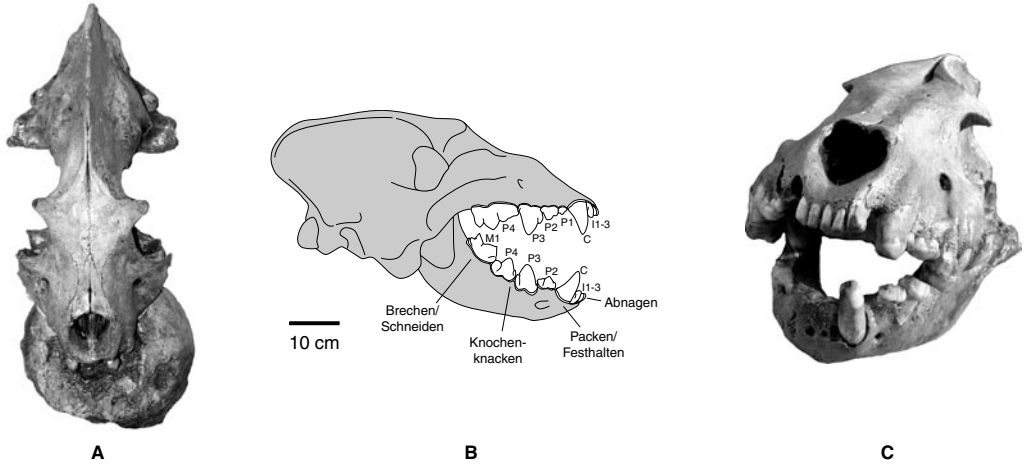 P4
P3
P2
P1
I1-3
C
M1
P4
P3
P2
C
I1-3
Abnagen
Brechen/
Schneiden
Knochen-
knacken
Packen/
Festhalten
10 cm
A
B
C